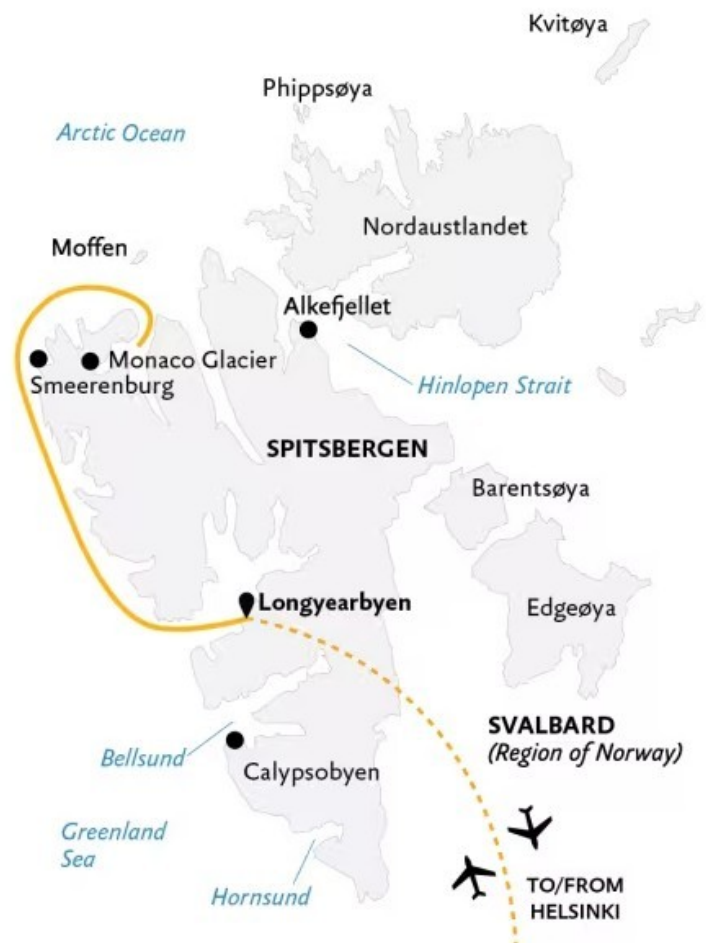 Kvitøya
Phippsøya
Arctic Ocean
Nordaustlandet
Moffen
Alkefjellet
Monaco Glacier
Smeerenburg
Hinlopen Strait
SPITSBERGEN
Barentsøya
Longyearbyen
Edgeøya
SVALBARD
(Region of Norway)
Bellsund
Calypsobyen
Greenland
Sea
Hornsund
TO/FROM
HELSINKI